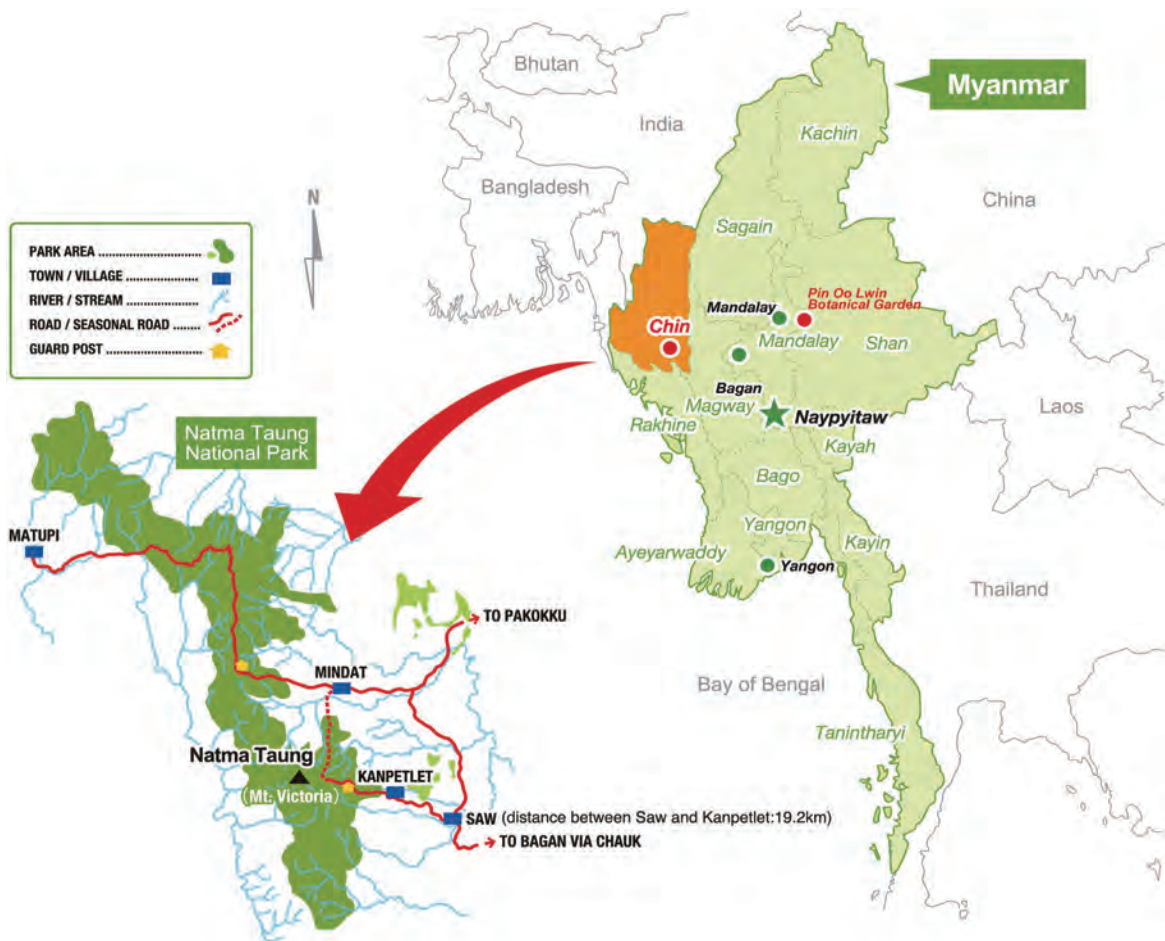 Bhutan
Myanmar
India
Kachin
Bangladesh
China
N
Sagain
PARK AREA
TOWN / VILLAGE
RIVER / STREAM
ROAD / SEASONAL ROAD
GUARD POST
Pin Oo Lwin
Botanical Garden
Mandalay
Chin
Mandalay
Shan
Bagan
Magway
Naypyitaw
Laos
Rakhine
Kayah
Natma Taung
National Park
Bago
Yangon
MATUPI
Ayeyarwaddy
Kayin
Yangon
Thailand
TO PAKOKKU
MINDAT
Bay of Bengal
Tanintharyi
Natma Taung
(Mt. Victoria)
KANPETLET
SAW (distance between Saw and Kanpetlet:19.2km)
TO BAGAN VIA CHAUK